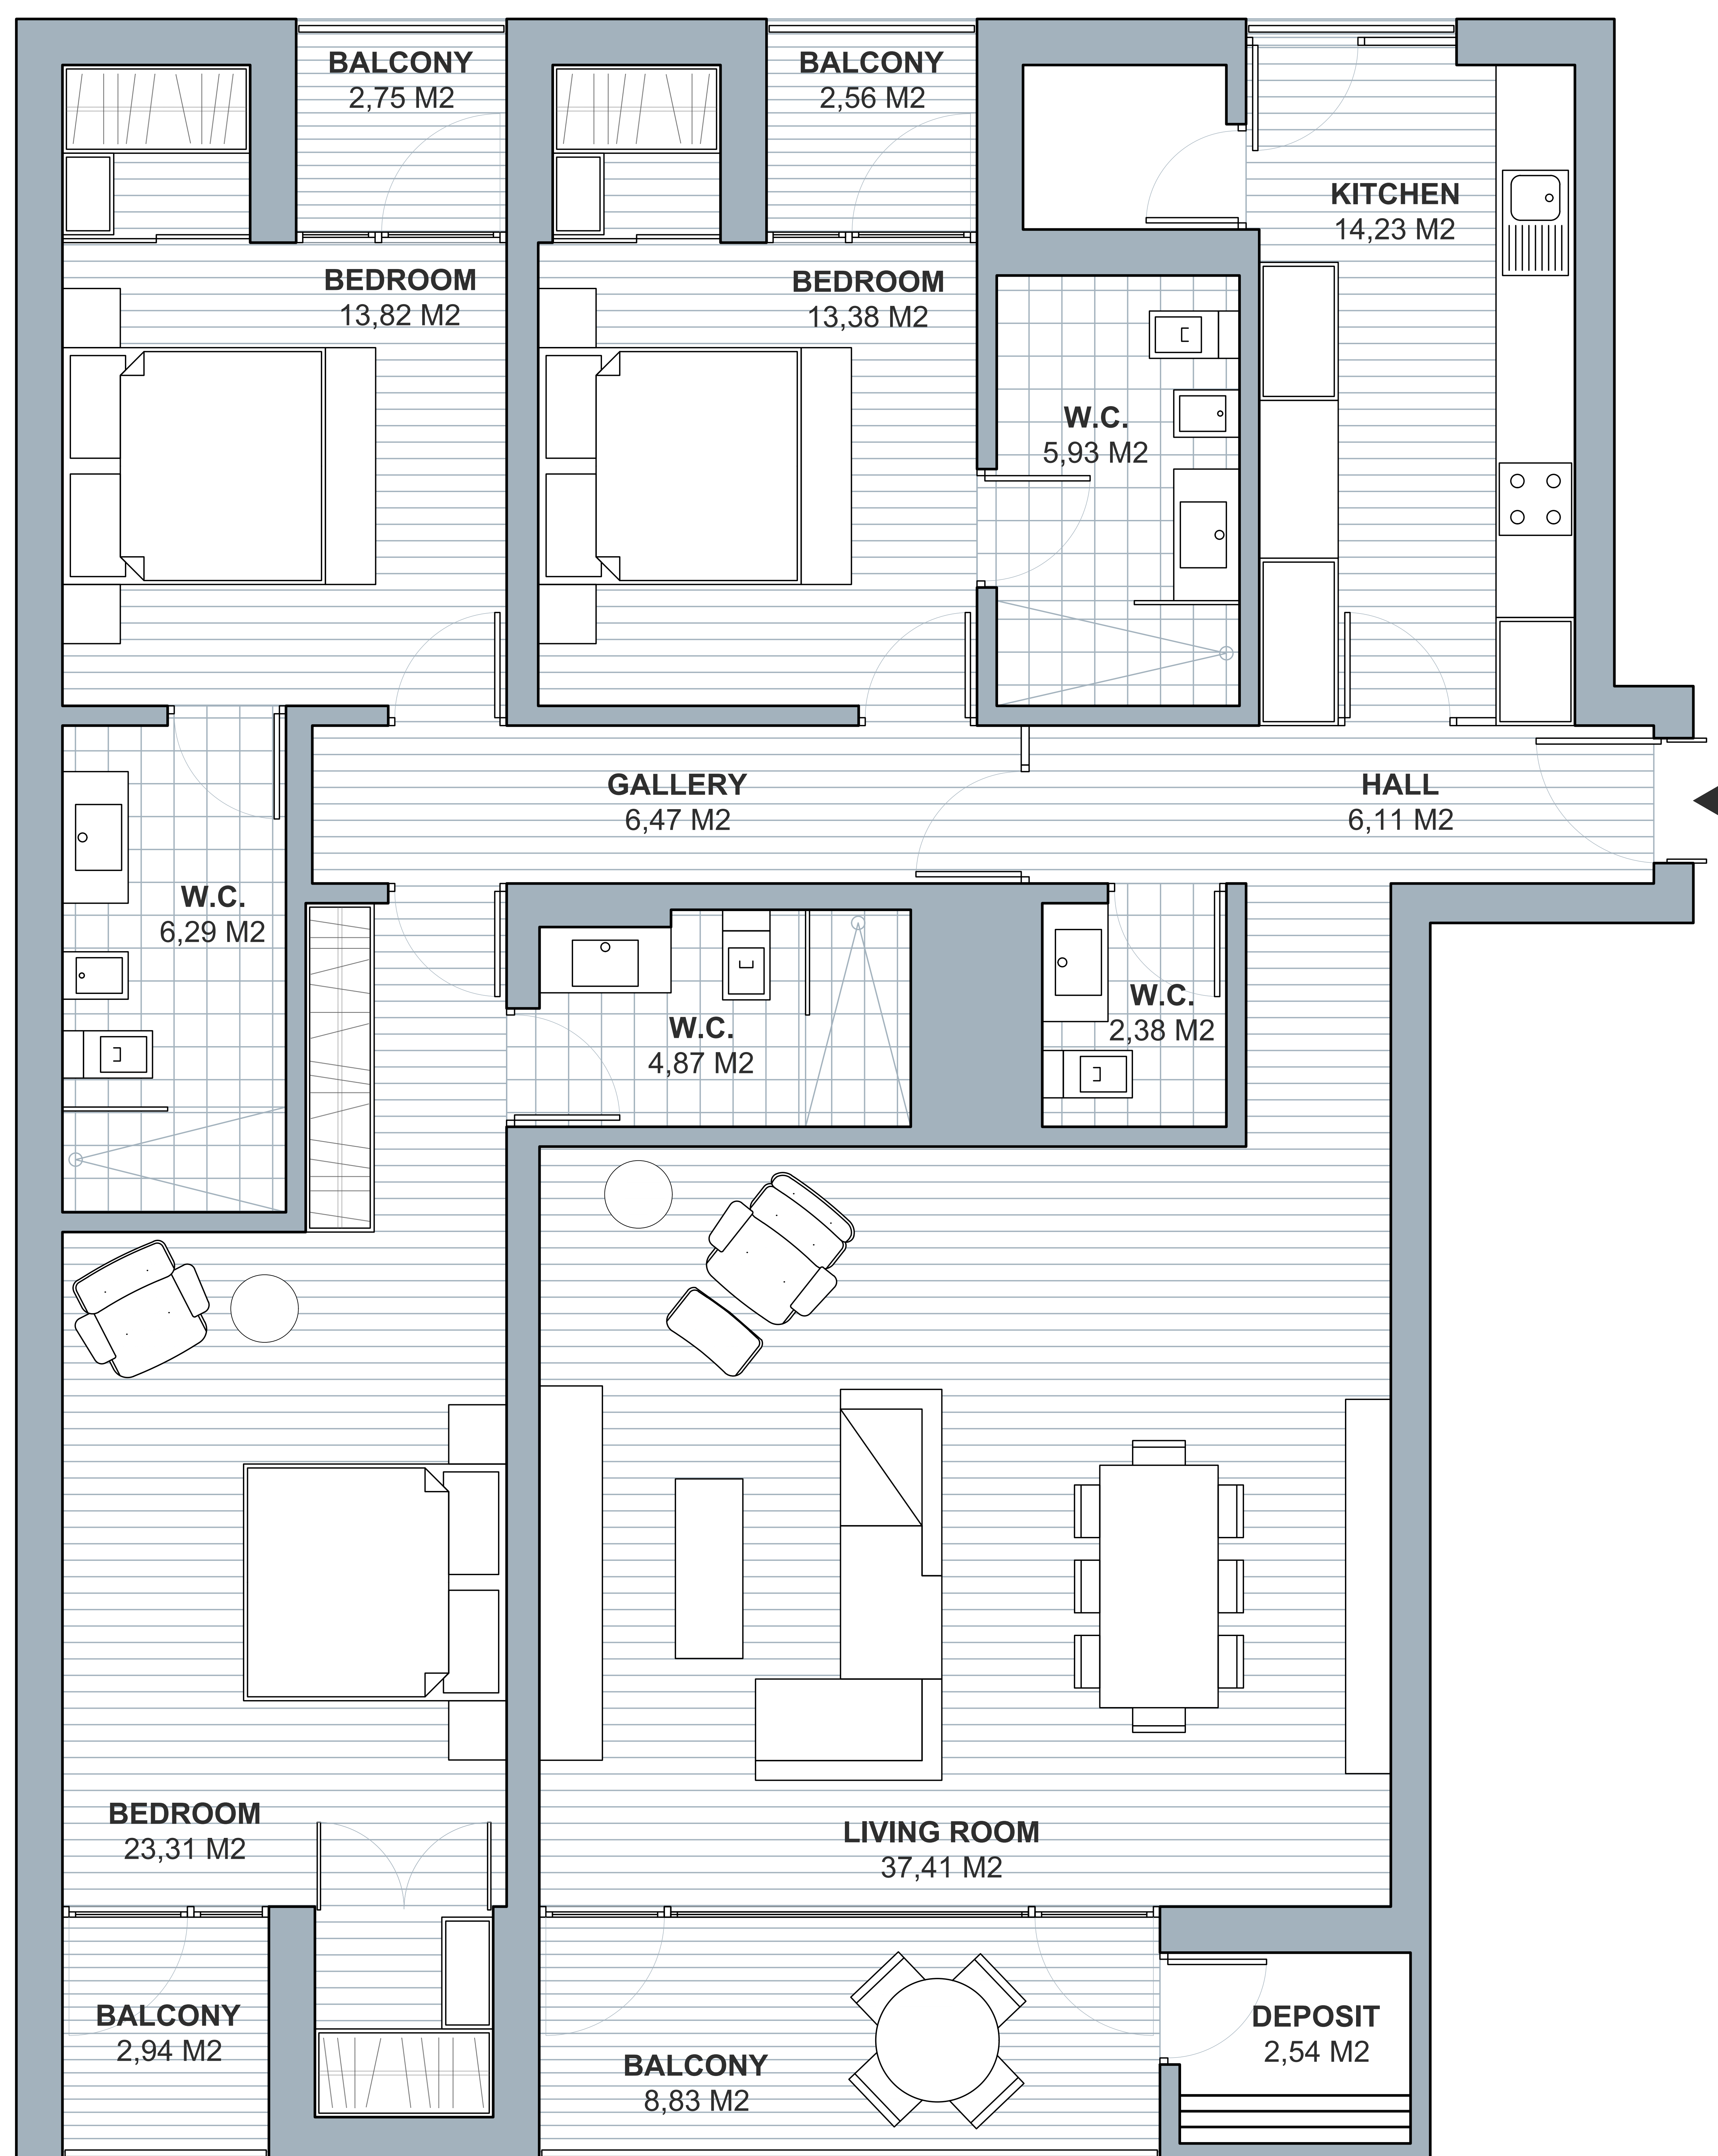 BALCONY
2,75 M2
BALCONY
2,56 M2
KITCHEN
14,23 M2
BEDROOM
13,82 M2
BEDROOM
13,38 M2
W.C.
5,93 M2
GALLERY
6,47 M2
HALL
6,11 M2
W.C.
6,29 M2
W.C.
4,87 M2
W.C.
2,38 M2
BEDROOM
23,31 M2
LIVING ROOM
37,41 M2
BALCONY
2,94 M2
BALCONY
8,83 M2
DEPOSIT
2,54 M2